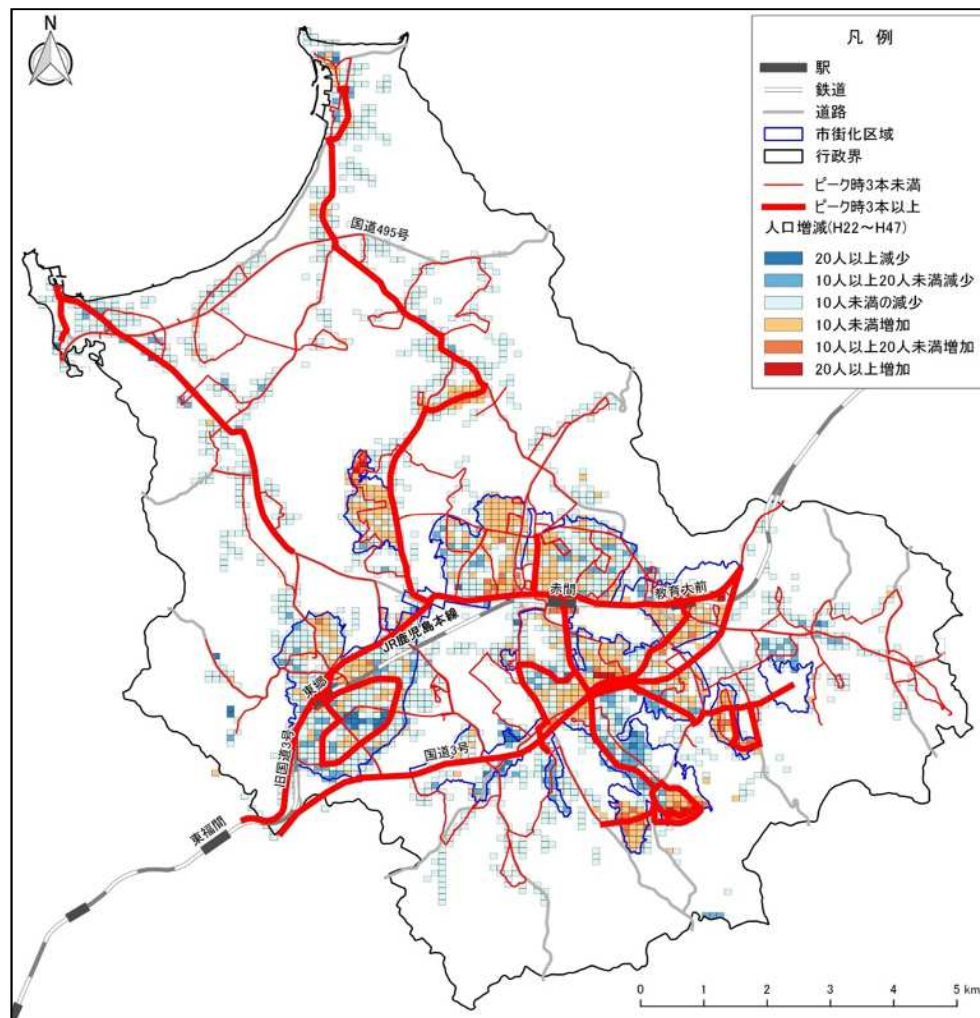 N
凡 例
駅
鉄道
道路
市街化区域
行政界
ピーク時3本未満
ピーク時3本以上
人口増減(H22～H47)
20人以上減少
10人以上20人未満減少
10人未満の減少
10人未満増加
10人以上20人未満増加
20人以上増加
国道495号
赤間
教育大前
JR鹿児島本線
東郷
国道3号
旧国道3号
東福間
0 1 2 3 4 5 km